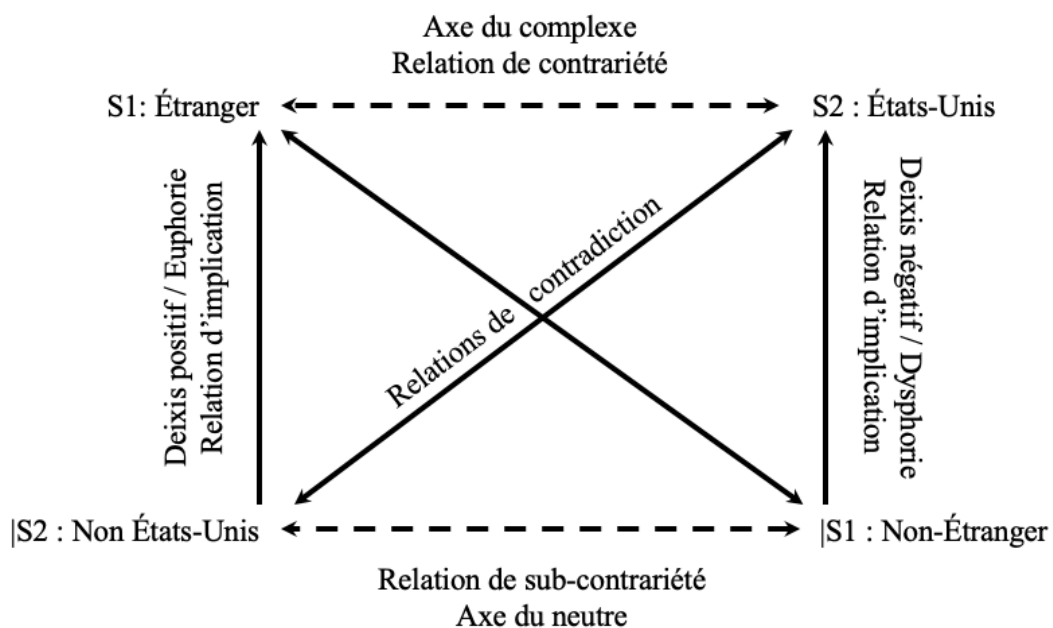 Axe du complexe
Relation de contrariété
S1: Étranger
S2 : États-Unis
Deixis positif / Euphorie
Relation d’implication
Relations de contradiction
Deixis négatif / Dysphorie
Relation d’implication
|S2 : Non États-Unis
|S1 : Non-Étranger
Relation de sub-contrariété
Axe du neutre